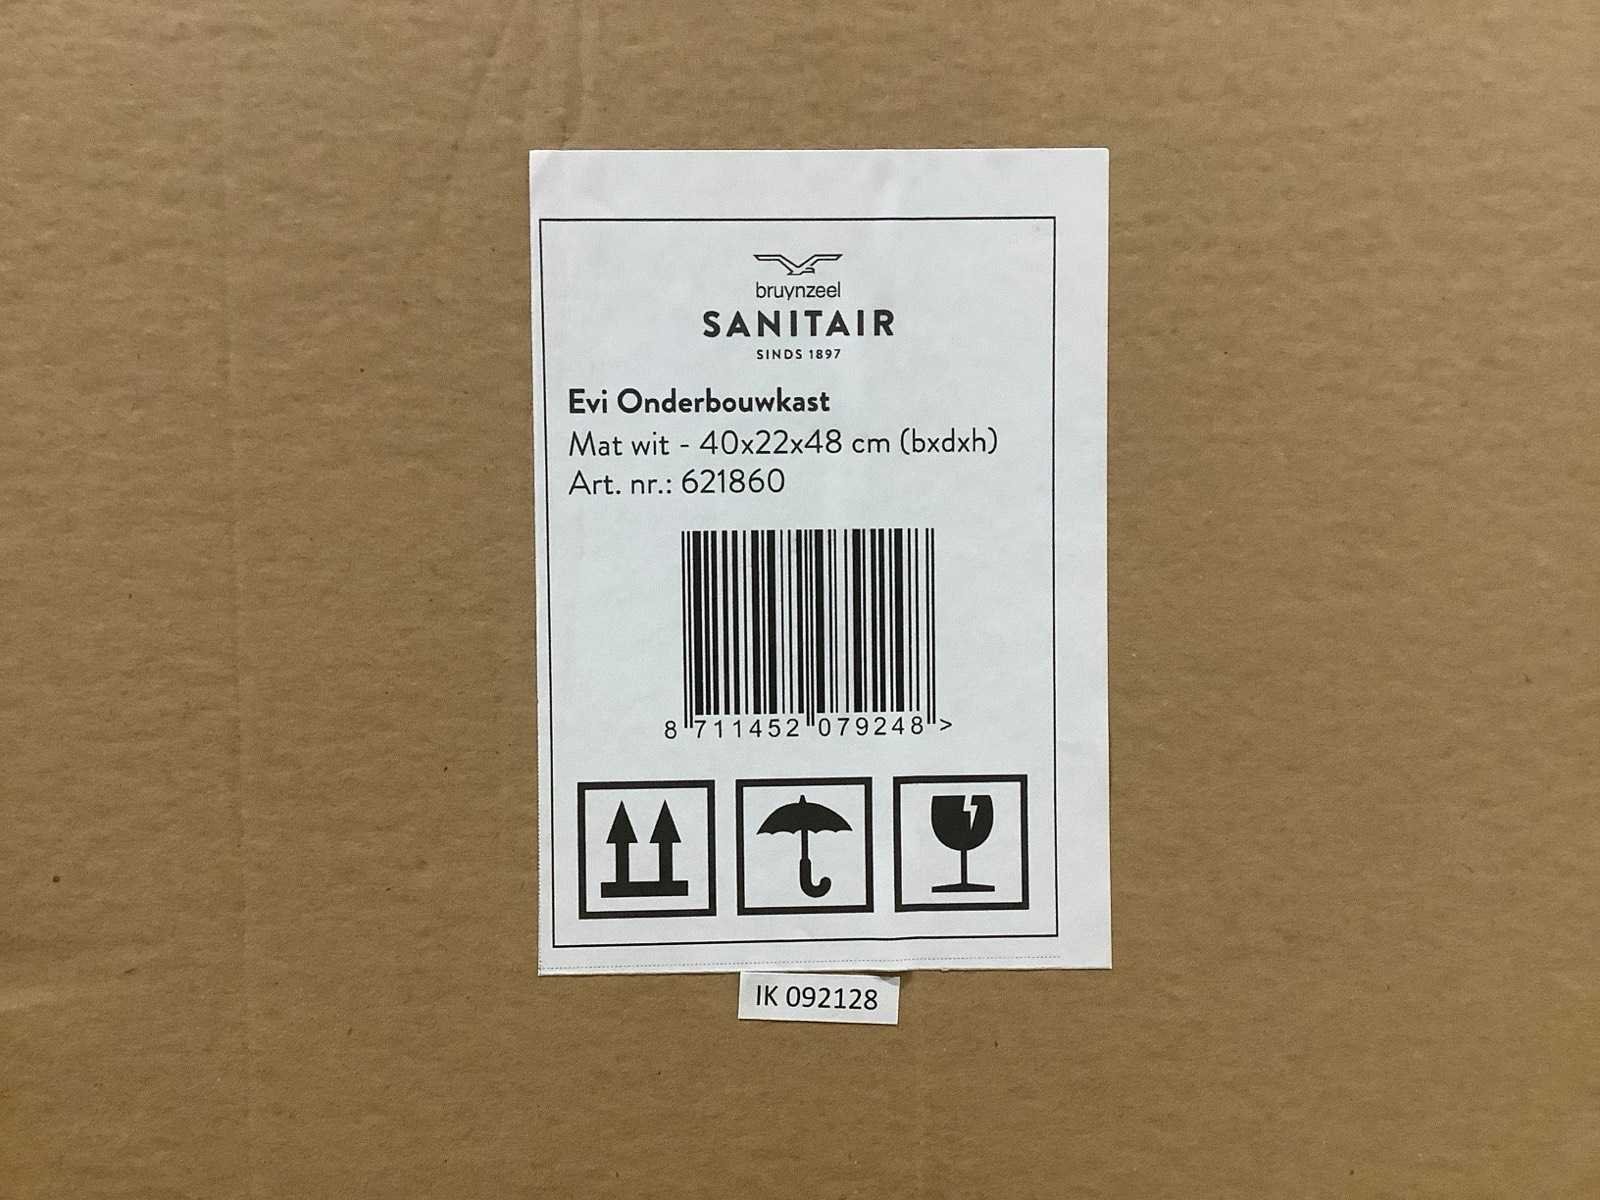 bruynzeel
SANITAIR
SINDS 1897
Evi Onderbouwkast
Mat wit - 40x22x48 cm (bxdxh)
Art. nr.: 621860
8 711452 079248 >
IK 092128